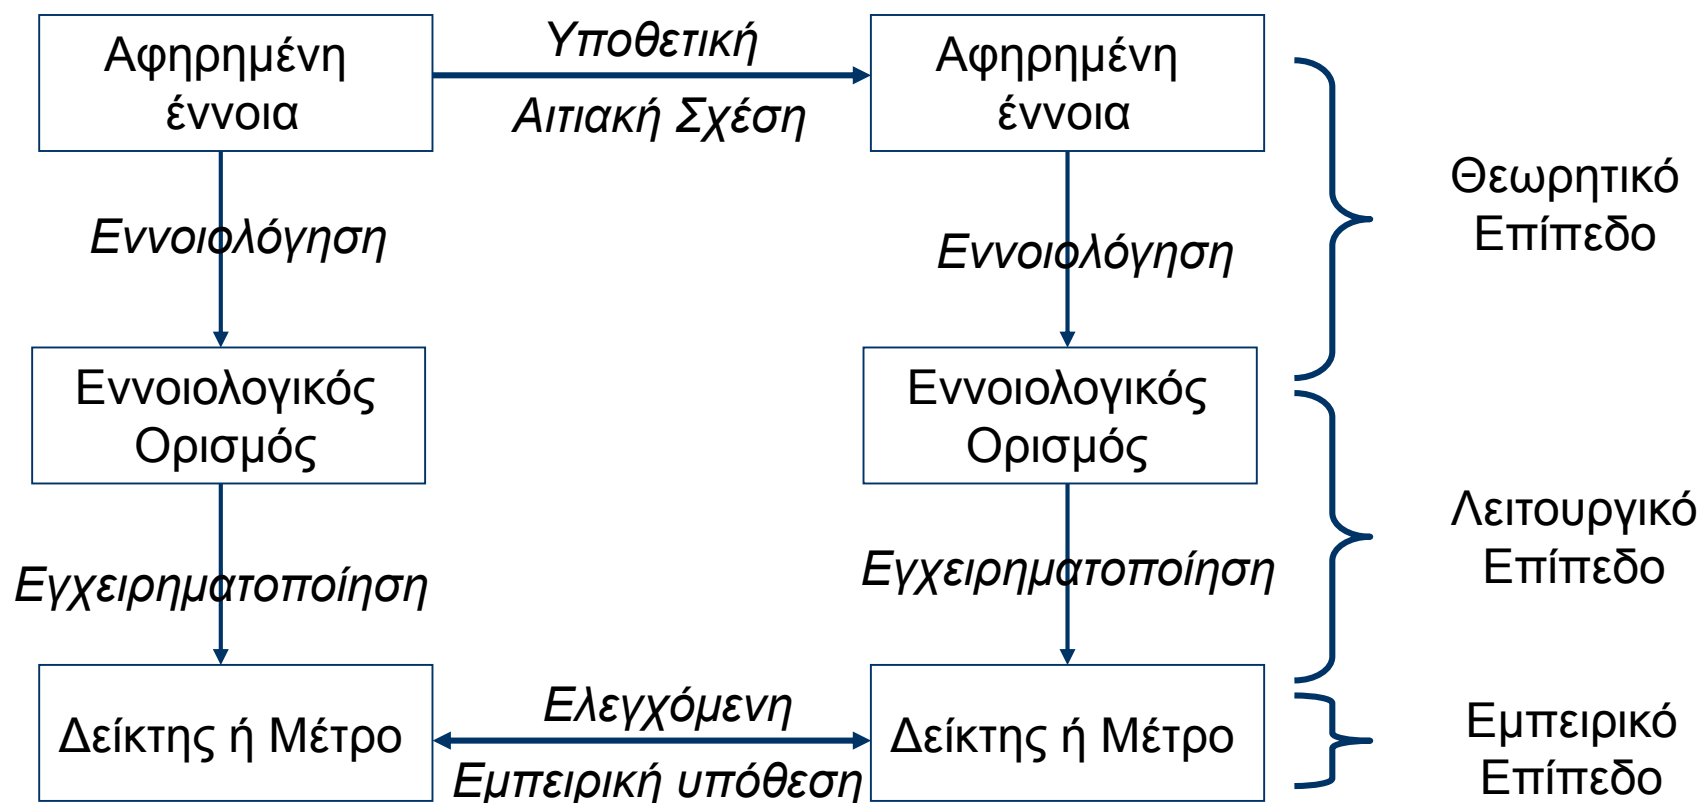 Αφηρημένη
έννοια
Υποθετική
Αιτιακή Σχέση
Αφηρημένη
έννοια
Θεωρητικό
Επίπεδο
Εννοιολόγηση
Εννοιολόγηση
Εννοιολογικός
Ορισμός
Εννοιολογικός
Ορισμός
Λειτουργικό
Επίπεδο
Εγχειρηματοποίηση
Εγχειρηματοποίηση
Δείκτης ή Μέτρο
Ελεγχόμενη
Εμπειρική υπόθεση
Δείκτης ή Μέτρο
Εμπειρικό
Επίπεδο